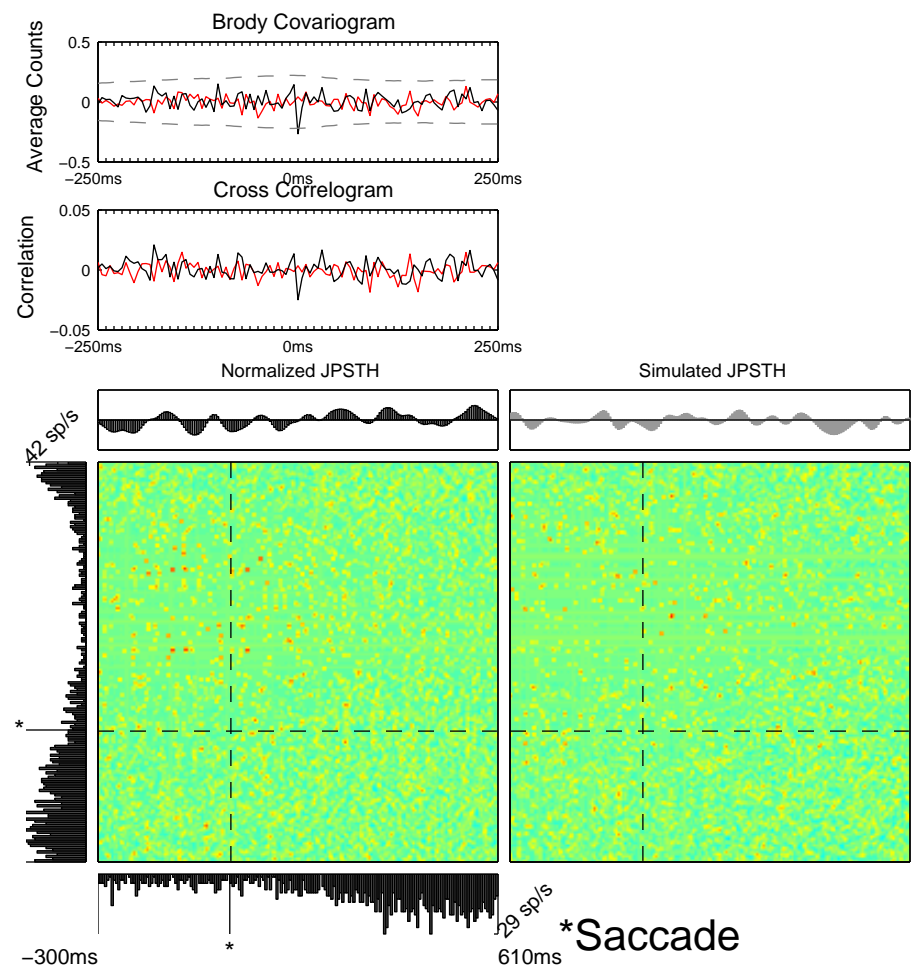 Brody Covariogram
Average Counts
0.5
0
−0.5
−250ms
0ms
250ms
Cross Correlogram
Correlation
0.05
0
−0.05
−250ms
0ms
250ms
Normalized JPSTH
Simulated JPSTH
42 sp/s
*
29 sp/s
*
*Saccade
−300ms
610ms